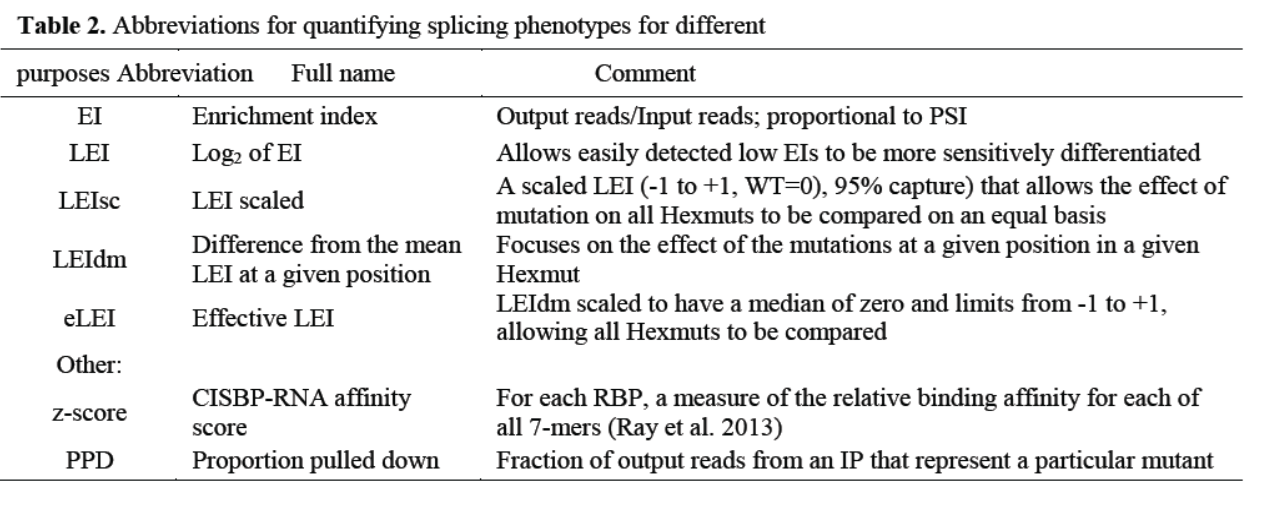 Table 2. Abbreviations for quantifying splicing phenotypes for different
purposes Abbreviation Full name Comment
EI Enrichment index Output reads/Input reads; proportional to PSI
LEI Log₂ of EI Allows easily detected low EIs to be more sensitively differentiated
LEIsc LEI scaled A scaled LEI (-1 to +1, WT=0), 95% capture) that allows the effect of
mutation on all Hexmuts to be compared on an equal basis
LEIdm Difference from the mean Focuses on the effect of the mutations at a given position in a given
LEI at a given position Hexmut
eLEI Effective LEI LEIdm scaled to have a median of zero and limits from -1 to +1,
allowing all Hexmuts to be compared
Other:
z-score CISBP-RNA affinity For each RBP, a measure of the relative binding affinity for each of
score all 7-mers (Ray et al. 2013)
PPD Proportion pulled down Fraction of output reads from an IP that represent a particular mutant